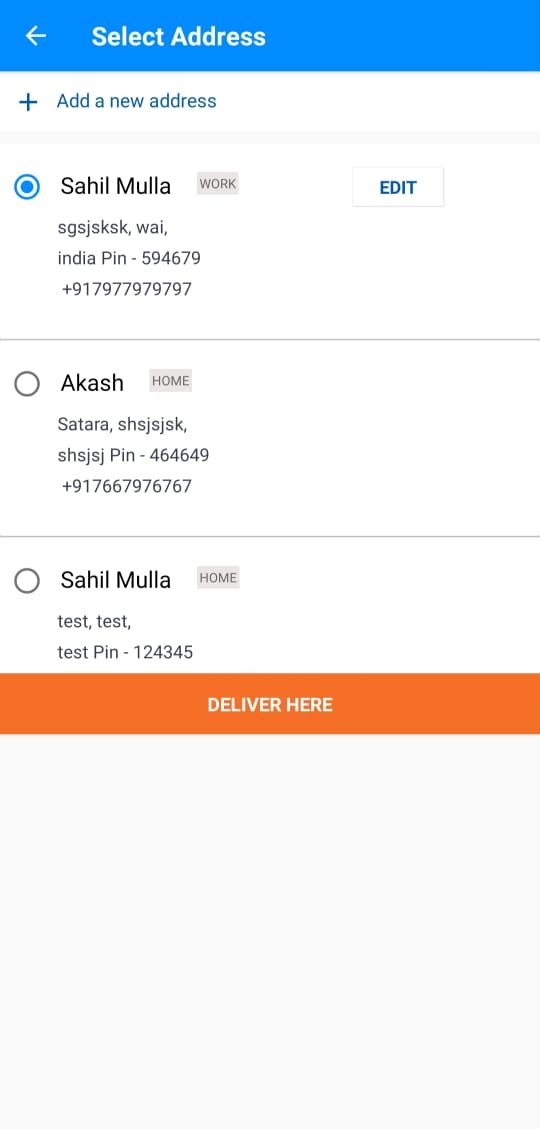 Select Address
Add a new address
Sahil Mulla WORK EDIT
sgsjsksk, wai,
india Pin - 594679
+917977979797
Akash HOME
Satara, shsjsjsk,
shsjsj Pin - 464649
+917667976767
Sahil Mulla HOME
test, test,
test Pin - 124345
DELIVER HERE